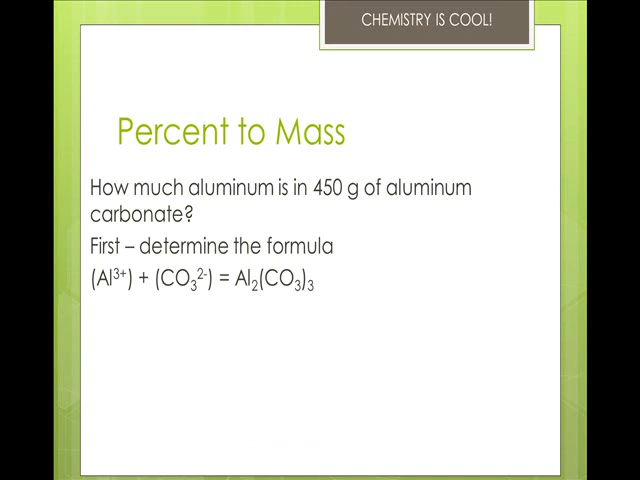 CHEMISTRY IS COOL!
Percent to Mass
How much aluminum is in 450 g of aluminum
carbonate?
First – determine the formula
(Al³⁺) + (CO₃²⁻) = Al₂(CO₃)₃